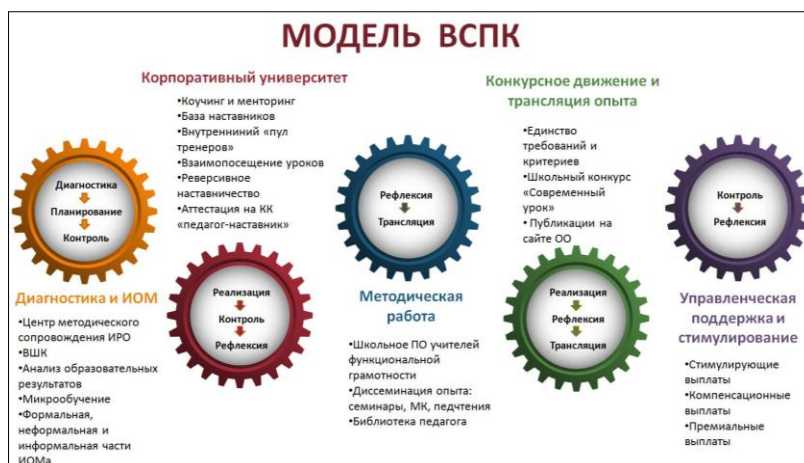 МОДЕЛЬ ВСПК
Корпоративный университет
•Коучинг и менторинг
•База наставников
•Внутренниний «пул
тренеров»
•Взаимопосещение уроков
•Реверсивное
наставничество
•Аттестация на КК
«педагог-наставник»
Конкурсное движение и
трансляция опыта
•Единство
требований и
критериев
•Школьный конкурс
«Современный
урок»
•Публикации на
сайте ОО
Диагностика
Планирование
Контроль
Рефлексия
Трансляция
Контроль
Рефлексия
Реализация
Контроль
Рефлексия
Реализация
Рефлексия
Трансляция
Диагностика и ИОМ
•Центр методического
сопровождения ИРО
•ВШК
•Анализ образовательных
результатов
•Микрообучение
•Формальная,
неформальная и
информальная части
ИОМа
Методическая
работа
•Школьное ПО учителей
функциональной
грамотности
•Диссеминация опыта:
семинары, МК, педчтения
•Библиотека педагога
Управленческая
поддержка и
стимулирование
•Стимулирующие
выплаты
•Компенсационные
выплаты
•Премиальные
выплаты